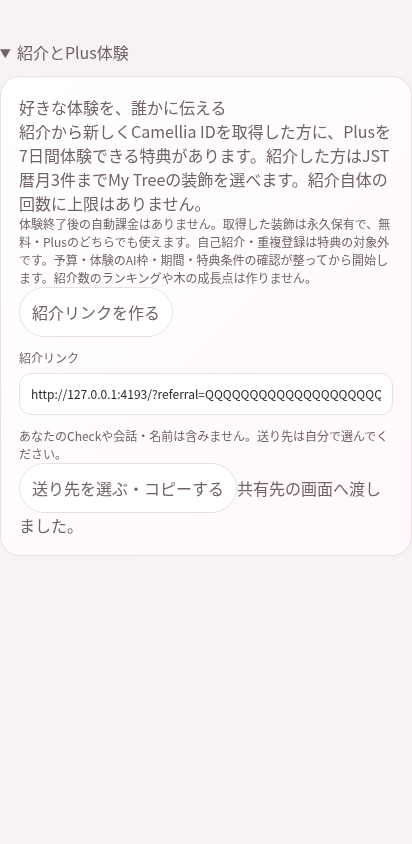 ▼ 紹介とPlus体験
好きな体験を、誰かに伝える
紹介から新しくCamellia IDを取得した方に、Plusを
7日間体験できる特典があります。紹介した方はJST
暦月3件までMy Treeの装飾を選べます。紹介自体の
回数に上限はありません。
体験終了後の自動課金はありません。取得した装飾は永久保有で、無
料・Plusのどちらでも使えます。自己紹介・重複登録は特典の対象外
です。予算・体験のAI枠・期間・特典条件の確認が整ってから開始し
ます。紹介数のランキングや木の成長点は作りません。
紹介リンクを作る
紹介リンク
http://127.0.0.1:4193/?referral=QQQQQQQQQQQQQQQQQQQQ
あなたのCheckや会話・名前は含みません。送り先は自分で選んでく
ださい。
送り先を選ぶ・コピーする 共有先の画面へ渡し
ました。